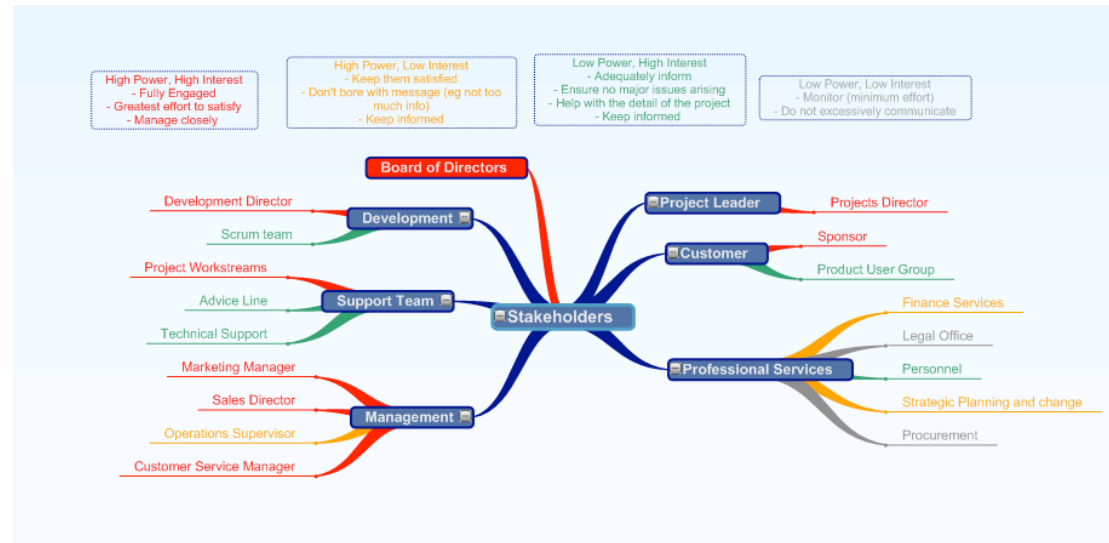 High Power, High Interest
- Fully Engaged
- Greatest effort to satisfy
- Manage closely
High Power, Low Interest
- Keep them satisfied
- Don't bore with message (eg not too
much info)
- Keep informed
Low Power, High Interest
- Adequately inform
- Ensure no major issues arising
- Help with the detail of the project
- Keep informed
Low Power, Low Interest
- Monitor (minimum effort)
- Do not excessively communicate
Board of Directors
Development Director
Development
Scrum team
Project Workstreams
Support Team
Advice Line
Technical Support
Marketing Manager
Sales Director
Management
Operations Supervisor
Customer Service Manager
Stakeholders
Project Leader
Projects Director
Customer
Sponsor
Product User Group
Professional Services
Finance Services
Legal Office
Personnel
Strategic Planning and change
Procurement